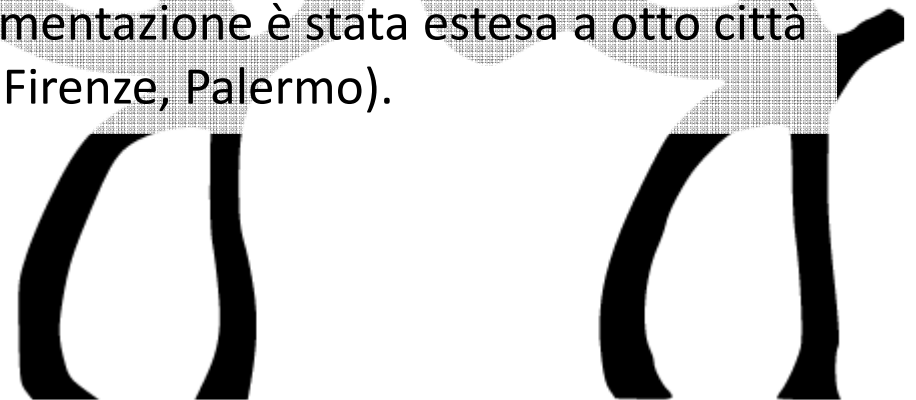 mentazione è stata estesa a otto città
Firenze, Palermo).